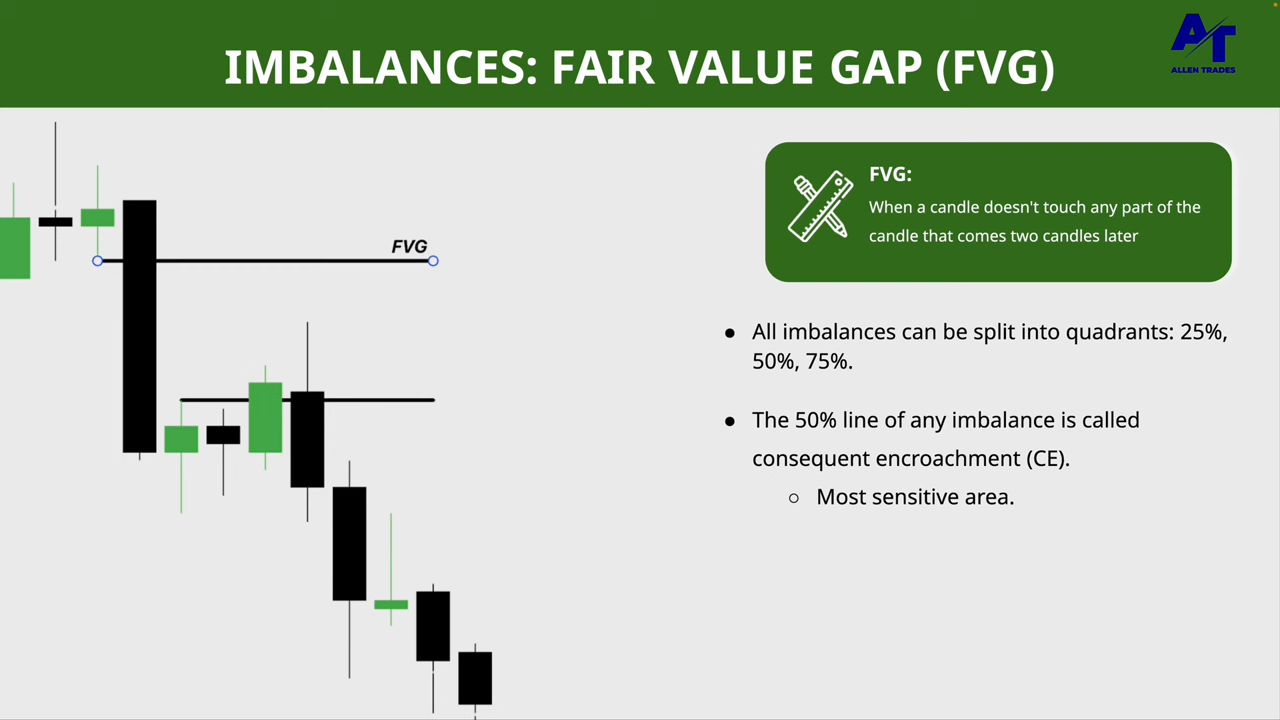 IMBALANCES: FAIR VALUE GAP (FVG)
AT
ALLEN TRADES
FVG
FVG:
When a candle doesn't touch any part of the
candle that comes two candles later
● All imbalances can be split into quadrants: 25%,
50%, 75%.
● The 50% line of any imbalance is called
consequent encroachment (CE).
○ Most sensitive area.